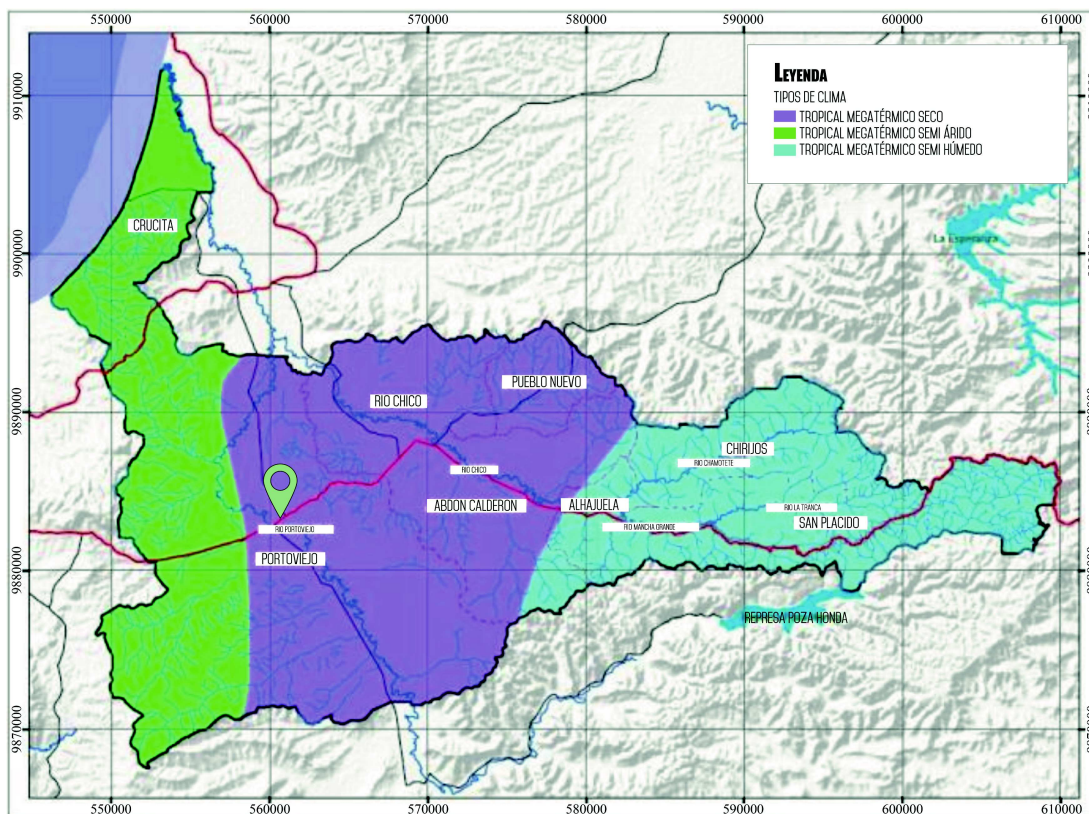 550000 560000 570000 580000 590000 600000 610000
LEYENDA
TIPOS DE CLIMA
TROPICAL MEGATÉRMICO SECO
TROPICAL MEGATÉRMICO SEMI ÁRIDO
TROPICAL MEGATÉRMICO SEMI HÚMEDO
9910000
CRUCITA
La Esperanza
9900000
PUEBLO NUEVO
RIO CHICO
9890000
CHIRIJOS
RIO CHAMOTETE
RIO CHICO
ABDON CALDERON
ALHAJUELA
RIO LA TRANCA
SAN PLACIDO
RIO PORTOVIEJO
RIO MANCHA GRANDE
PORTOVIEJO
9880000
REPRESA POZA HONDA
9870000
9870000
550000 560000 570000 580000 590000 600000 610000